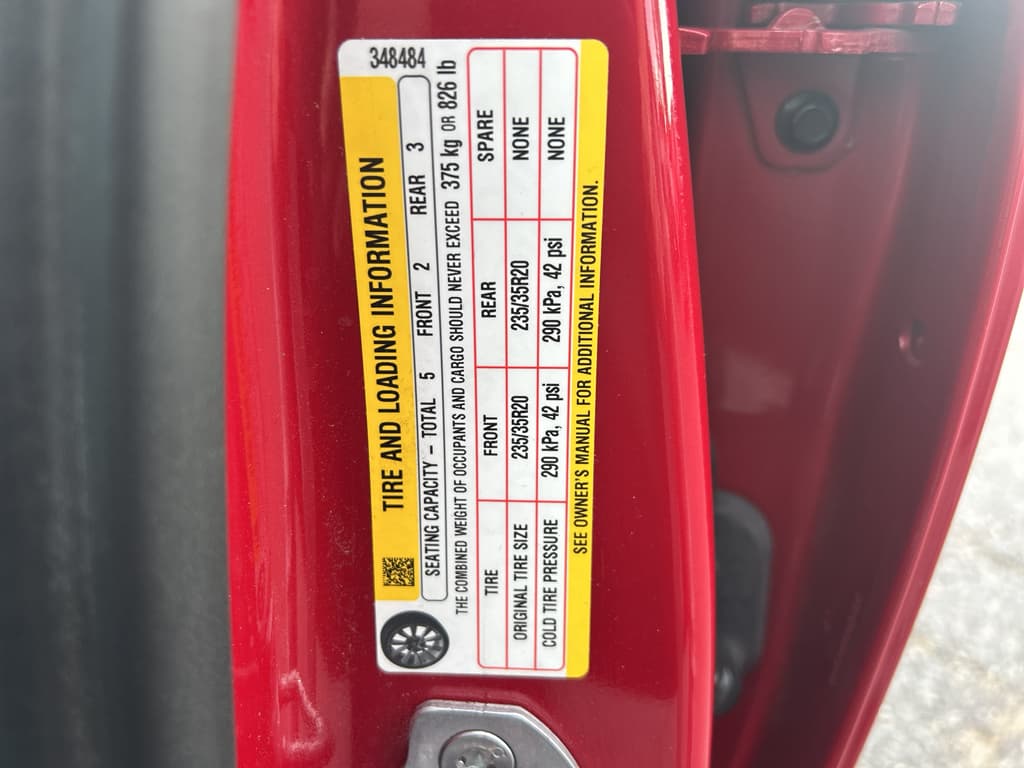 348484
TIRE AND LOADING INFORMATION
SEATING CAPACITY – TOTAL 5 FRONT 2 REAR 3
THE COMBINED WEIGHT OF OCCUPANTS AND CARGO SHOULD NEVER EXCEED 375 kg OR 826 lb
TIRE FRONT REAR SPARE
ORIGINAL TIRE SIZE 235/35R20 235/35R20 NONE
COLD TIRE PRESSURE 290 kPa, 42 psi 290 kPa, 42 psi NONE
SEE OWNER'S MANUAL FOR ADDITIONAL INFORMATION.